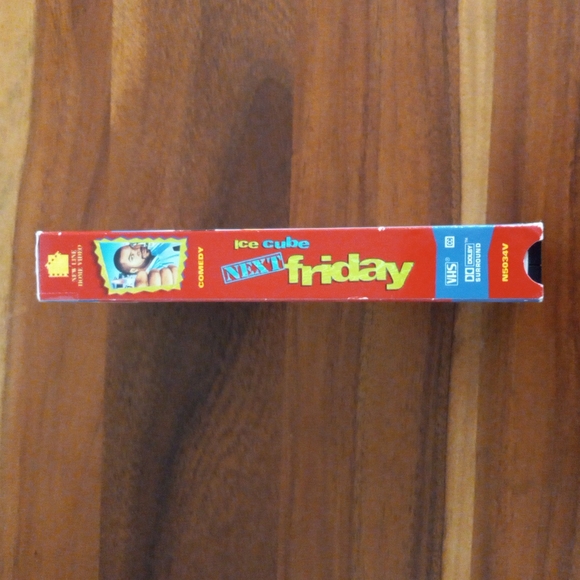 NEW LINE
HOME VIDEO
COMEDY
Ice cube
NEXT
friday
VHS
DOLBY
SURROUND
N5034V